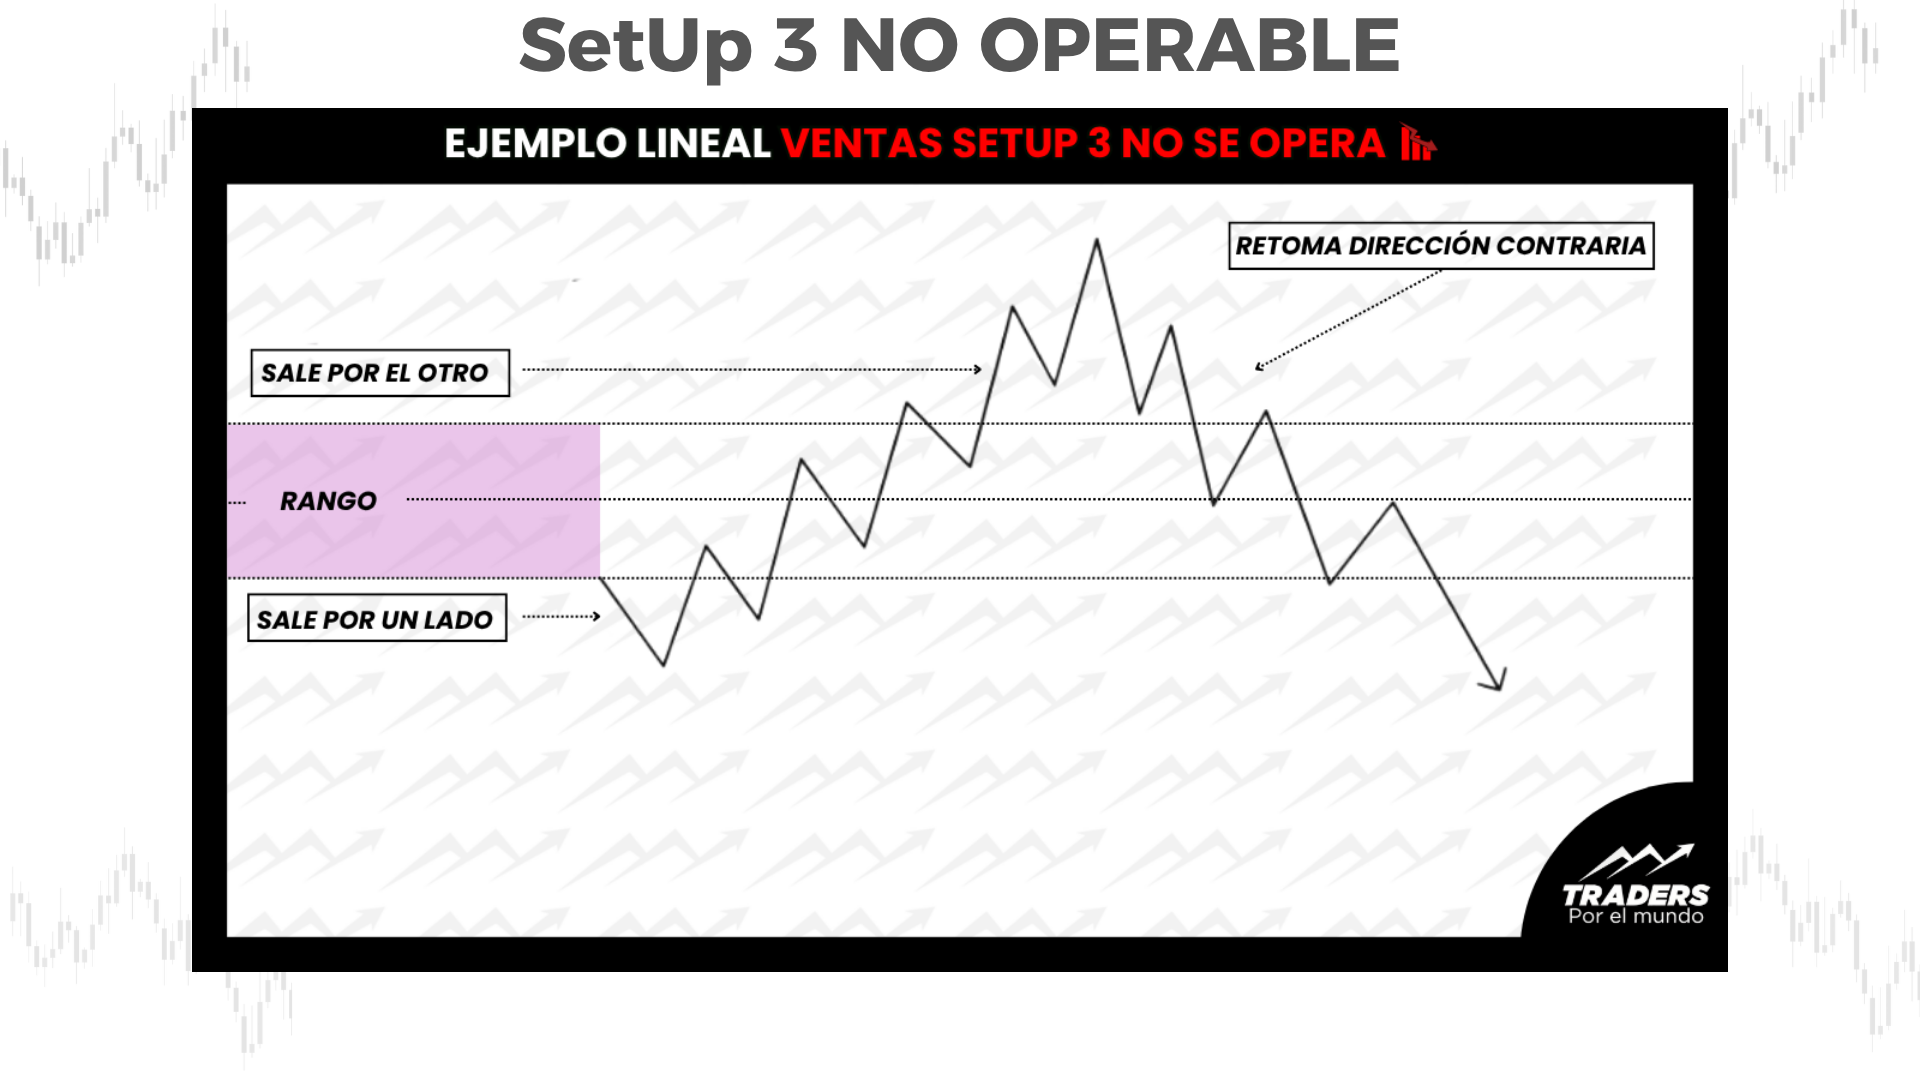 SetUp 3 NO OPERABLE
EJEMPLO LINEAL VENTAS SETUP 3 NO SE OPERA
RETOMA DIRECCIÓN CONTRARIA
SALE POR EL OTRO
RANGO
SALE POR UN LADO
TRADERS
Por el mundo